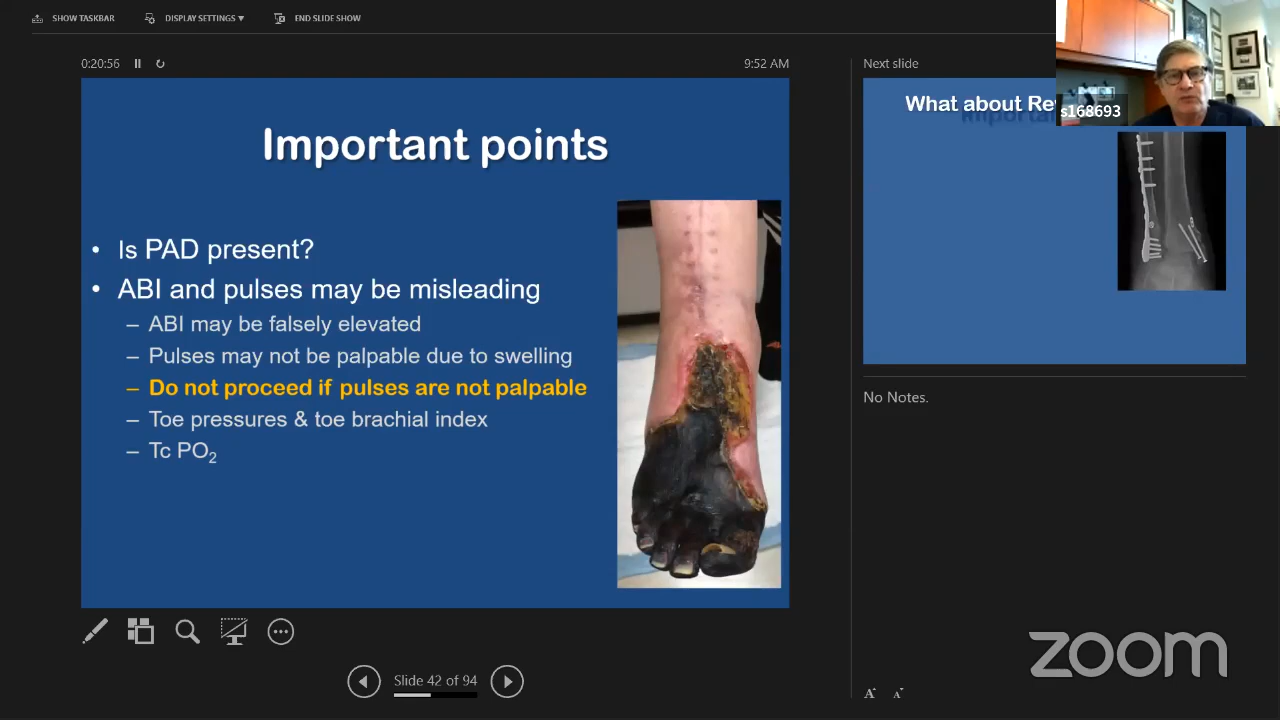 SHOW TASKBAR
DISPLAY SETTINGS ▾
END SLIDE SHOW
0:20:56
9:52 AM
Important points
• Is PAD present?
• ABI and pulses may be misleading
– ABI may be falsely elevated
– Pulses may not be palpable due to swelling
– Do not proceed if pulses are not palpable
– Toe pressures & toe brachial index
– Tc PO2
Slide 42 of 94
Next slide
What about Re
s168693
No Notes.
zoom
A A